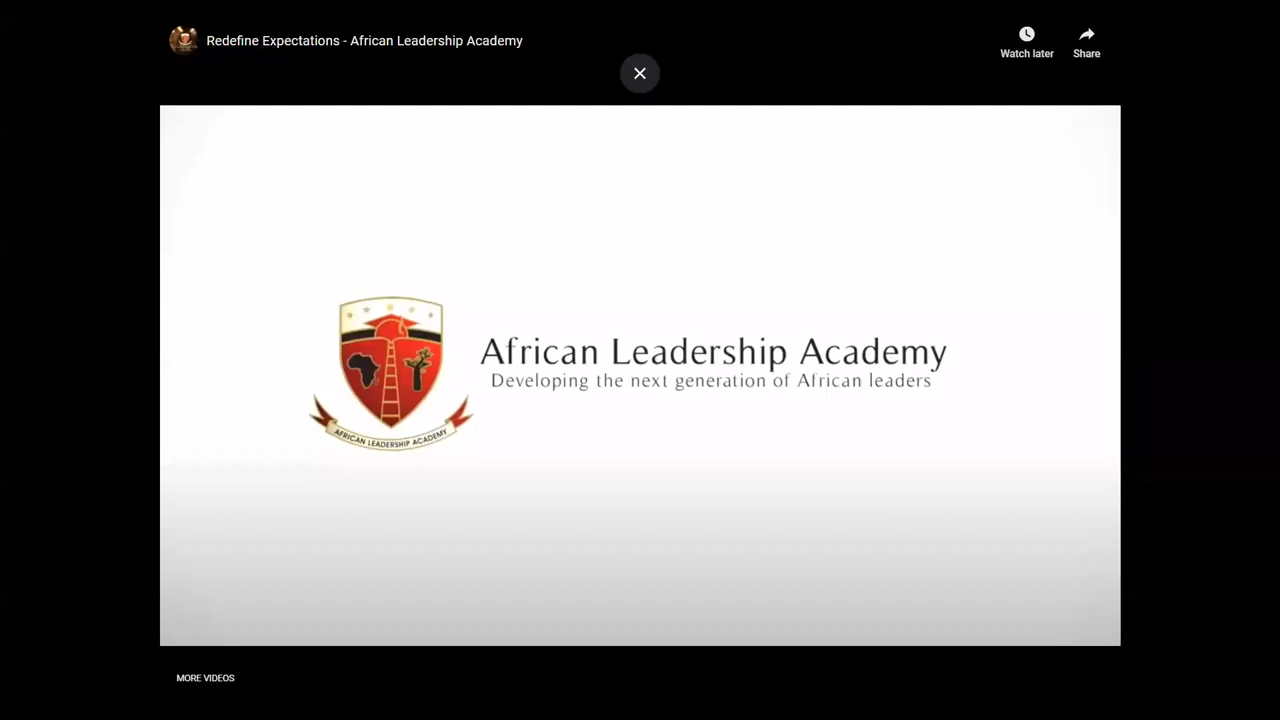 Redefine Expectations - African Leadership Academy
Watch later
Share
African Leadership Academy
Developing the next generation of African leaders
AFRICAN LEADERSHIP ACADEMY
MORE VIDEOS